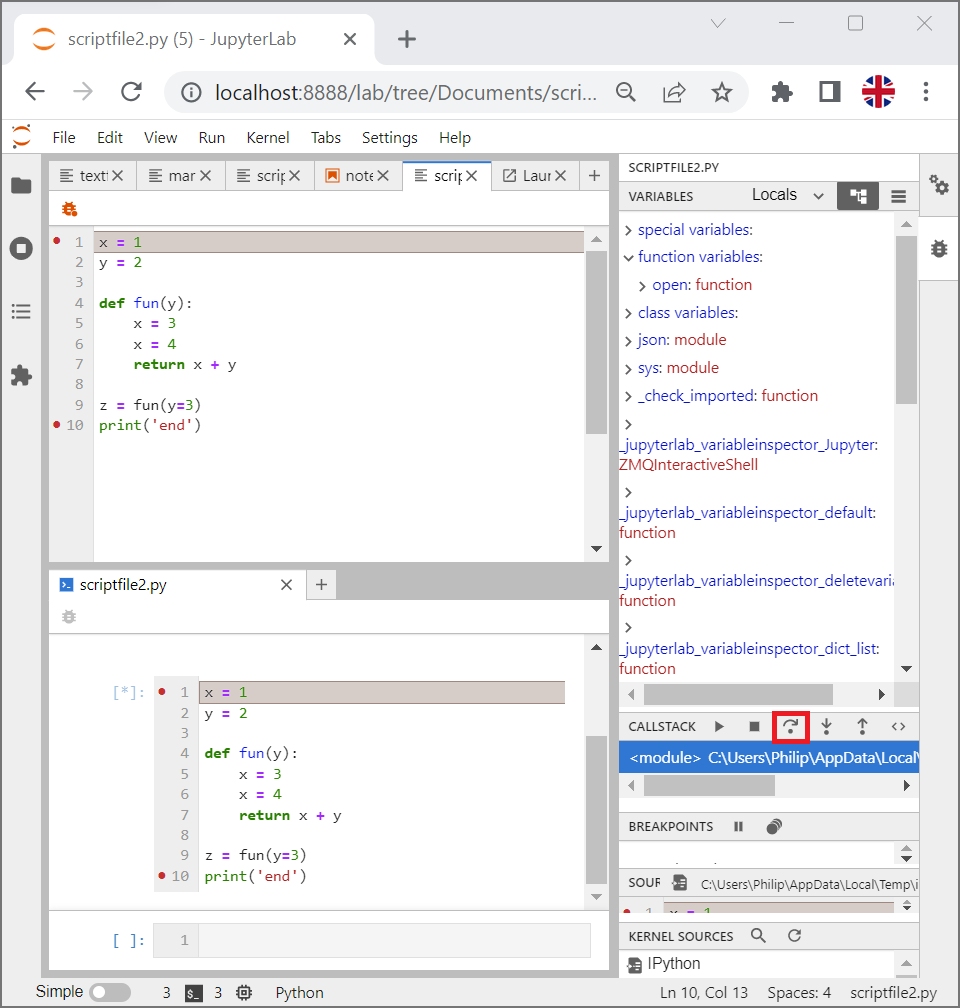 scriptfile2.py (5) - JupyterLab
localhost:8888/lab/tree/Documents/scri...
File Edit View Run Kernel Tabs Settings Help
text mar scrip note scrip Laun
1 x = 1
2 y = 2
3
4 def fun(y):
5 x = 3
6 x = 4
7 return x + y
8
9 z = fun(y=3)
10 print('end')
scriptfile2.py
[*]: 1 x = 1
2 y = 2
3
4 def fun(y):
5 x = 3
6 x = 4
7 return x + y
8
9 z = fun(y=3)
10 print('end')
[ ]: 1
SCRIPTFILE2.PY
VARIABLES Locals
special variables:
function variables:
open: function
class variables:
json: module
sys: module
_check_imported: function
_jupyterlab_variableinspector_Jupyter:
ZMQInteractiveShell
_jupyterlab_variableinspector_default:
function
_jupyterlab_variableinspector_deletevaria
function
_jupyterlab_variableinspector_dict_list:
function
CALLSTACK <>
<module> C:\Users\Philip\AppData\Local\
BREAKPOINTS
SOUR C:\Users\Philip\AppData\Local\Temp\i
1 x = 1
KERNEL SOURCES
IPython
Simple 3 $_ 3 Python Ln 10, Col 13 Spaces: 4 scriptfile2.py